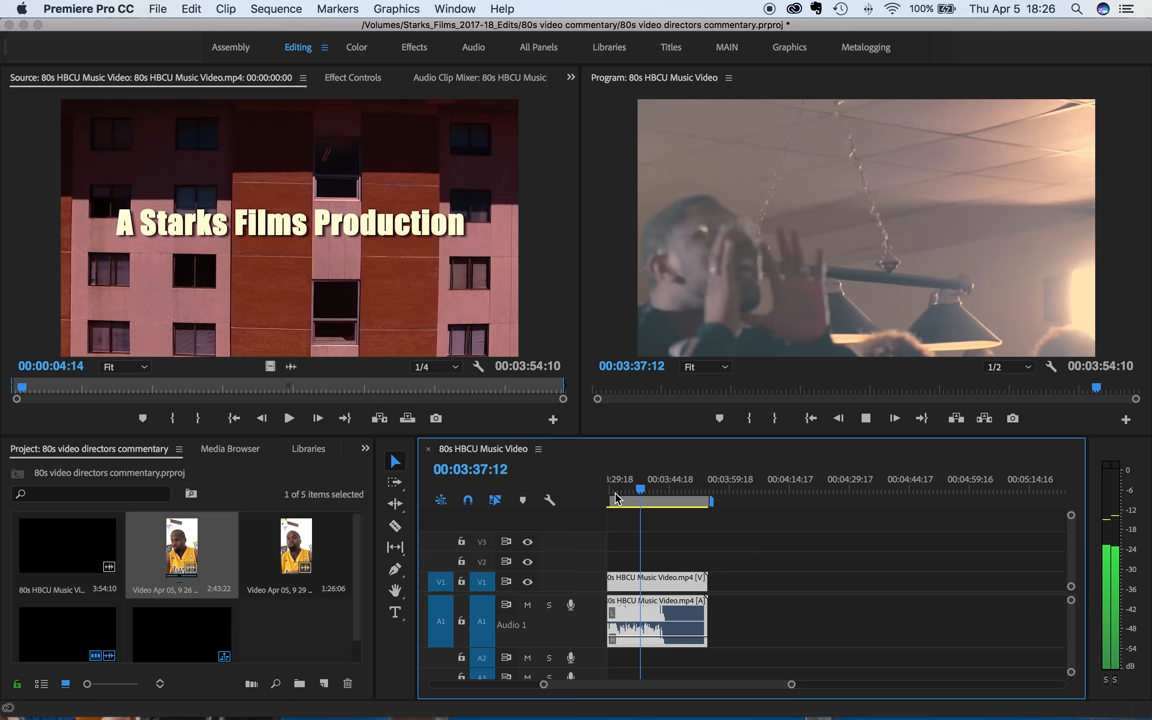 Premiere Pro CC File Edit Clip Sequence Markers Graphics Window Help 100% Thu Apr 5 18:26
/Volumes/Starks_Films_2017-18_Edits/80s video commentary/80s video directors commentary.prproj *
Assembly Editing Color Effects Audio All Panels Libraries Titles MAIN Graphics Metalogging
Source: 80s HBCU Music Video: 80s HBCU Music Video.mp4: 00:00:00:00 Effect Controls Audio Clip Mixer: 80s HBCU Music
Program: 80s HBCU Music Video
A Starks Films Production
00:00:04:14 Fit 1/4 00:03:54:10
00:03:37:12 Fit 1/2 00:03:54:10
Project: 80s video directors commentary Media Browser Libraries
80s video directors commentary.prproj
1 of 5 items selected
80s HBCU Music Vi... 3:54:10
Video Apr 05, 9 26 ... 2:43:22
Video Apr 05, 9 29 ... 1:26:06
× 80s HBCU Music Video
00:03:37:12
:29:18 00:03:44:18 00:03:59:18 00:04:14:17 00:04:29:17 00:04:44:17 00:04:59:16 00:05:14:16
V3
V2
V1 V1
0s HBCU Music Video.mp4 [V]
A1 A1 M S
Audio 1
0s HBCU Music Video.mp4 [A]
L
R
A2 M S
0
-6
-12
-18
-24
-30
-36
-42
-48
-54
dB
S S